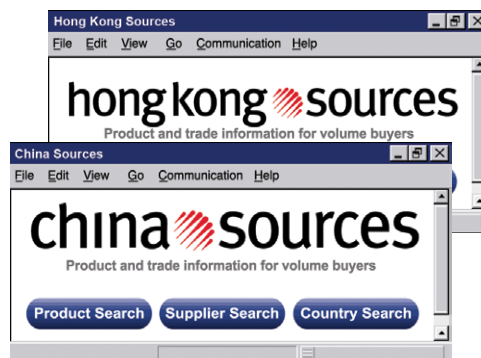 Hong Kong Sources
File Edit View Go Communication Help
hong kong sources
Product and trade information for volume buyers
China Sources
File Edit View Go Communication Help
china sources
Product and trade information for volume buyers
Product Search Supplier Search Country Search